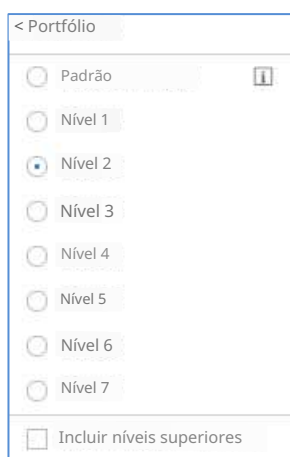 < Portfólio
Padrão
Nível 1
Nível 2
Nível 3
Nível 4
Nível 5
Nível 6
Nível 7
Incluir níveis superiores